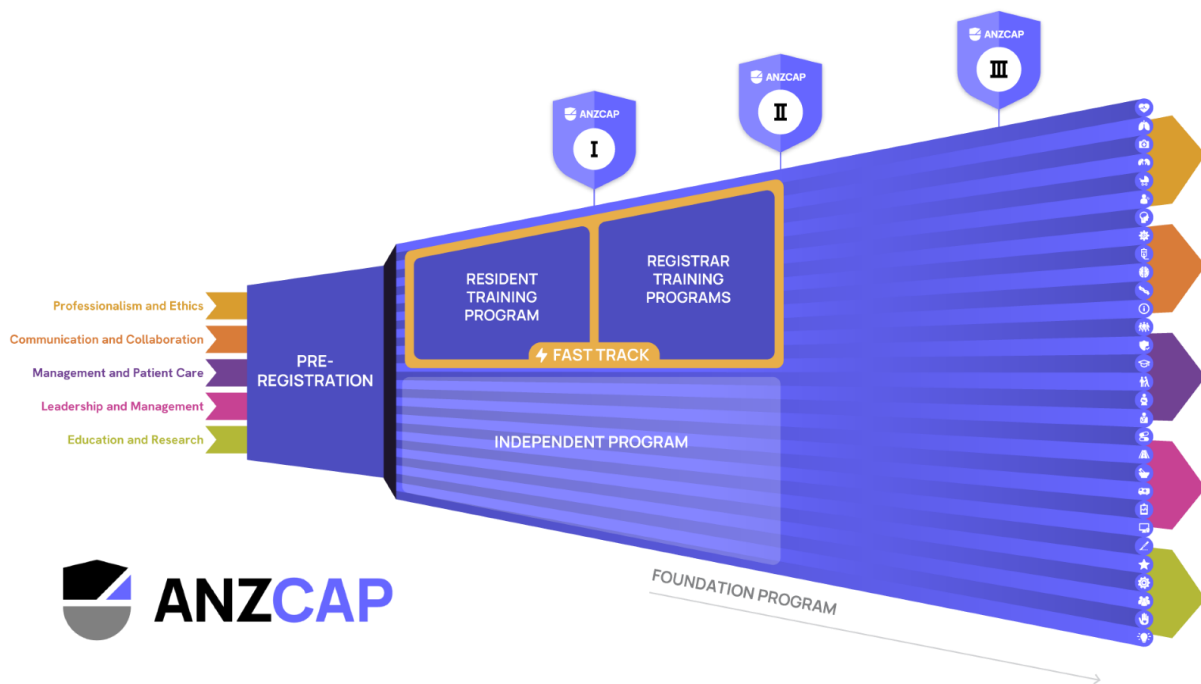 ANZCAP
III
ANZCAP
II
ANZCAP
I
RESIDENT
TRAINING
PROGRAM
REGISTRAR
TRAINING
PROGRAMS
FAST TRACK
Professionalism and Ethics
Communication and Collaboration
Management and Patient Care
Leadership and Management
Education and Research
PRE-
REGISTRATION
INDEPENDENT PROGRAM
FOUNDATION PROGRAM
ANZCAP